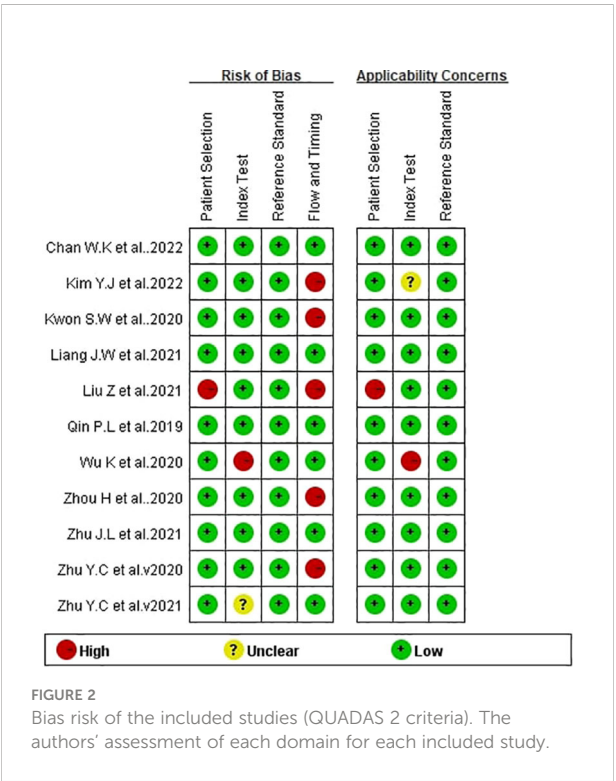 Risk of Bias
Applicability Concerns
Patient Selection
Index Test
Reference Standard
Flow and Timing
Patient Selection
Index Test
Reference Standard
Chan W.K et al..2022 + + + + + + +
Kim Y.J et al.2022 + + + - + ? +
Kwon S.W et al..2020 + + + - + + +
Liang J.W et al.2021 + + + + + + +
Liu Z et al.2021 - + + - - + +
Qin P.L et al.2019 + + + + + + +
Wu K et al.2020 + - + + + - +
Zhou H et al..2020 + + + - + + +
Zhu J.L et al.2021 + + + + + + +
Zhu Y.C et al.v2020 + + + - + + +
Zhu Y.C et al.v2021 + ? + + + + +
- High ? Unclear + Low
FIGURE 2
Bias risk of the included studies (QUADAS 2 criteria). The
authors’ assessment of each domain for each included study.